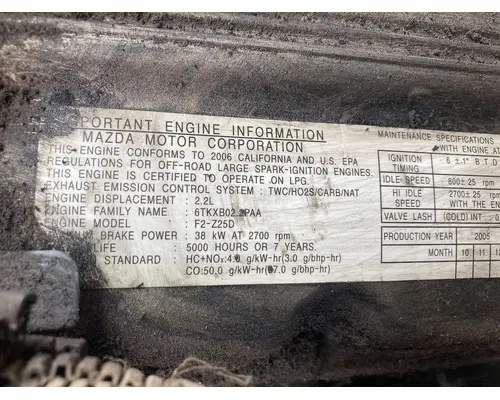 PORTANT ENGINE INFORMATION
MAZDA MOTOR CORPORATION
THIS ENGINE CONFORMS TO 2006 CALIFORNIA AND U.S. EPA
REGULATIONS FOR OFF-ROAD LARGE SPARK-IGNITION ENGINES.
THIS ENGINE IS CERTIFIED TO OPERATE ON LPG.
EXHAUST EMISSION CONTROL SYSTEM : TWC/HO2S/CARB/NAT
ENGINE DISPLACEMENT : 2.2L
ENGINE FAMILY NAME : 6TKXB02.2PAA
ENGINE MODEL : F2-Z25D
BRAKE POWER : 38 kW AT 2700 rpm
LIFE : 5000 HOURS OR 7 YEARS.
STANDARD : HC+NOx:4.0 g/kW-hr(3.0 g/bhp-hr)
CO:50.0 g/kW-hr(37.0 g/bhp-hr)
MAINTENANCE SPECIFICATIONS
WITH ENGINE AT
IGNITION TIMING 6 ±1° B.T.D
IDLE-SPEED 800±25 rpm
HI IDLE SPEED 2700±25 rpm
VALVE LASH (COLD) INT :
PRODUCTION YEAR 2005
MONTH 10 11 12